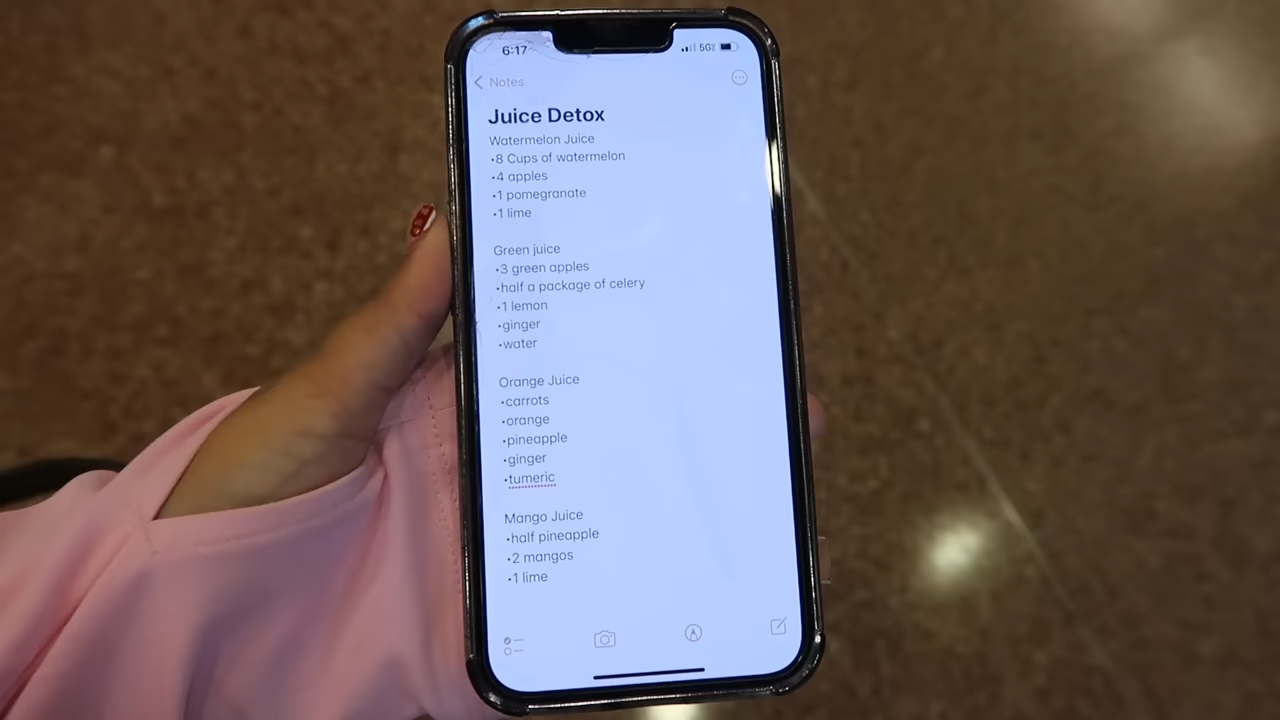 6:17
5G
Notes
Juice Detox
Watermelon Juice
•8 Cups of watermelon
•4 apples
•1 pomegranate
•1 lime
Green juice
•3 green apples
•half a package of celery
•1 lemon
•ginger
•water
Orange Juice
•carrots
•orange
•pineapple
•ginger
•tumeric
Mango Juice
•half pineapple
•2 mangos
•1 lime